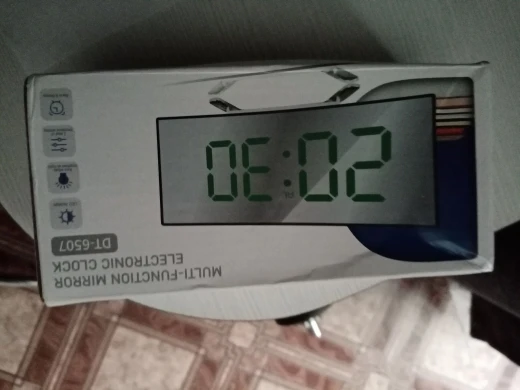 MULTI-FUNCTION MIRROR
ELECTRONIC CLOCK
DT-6507
20:30